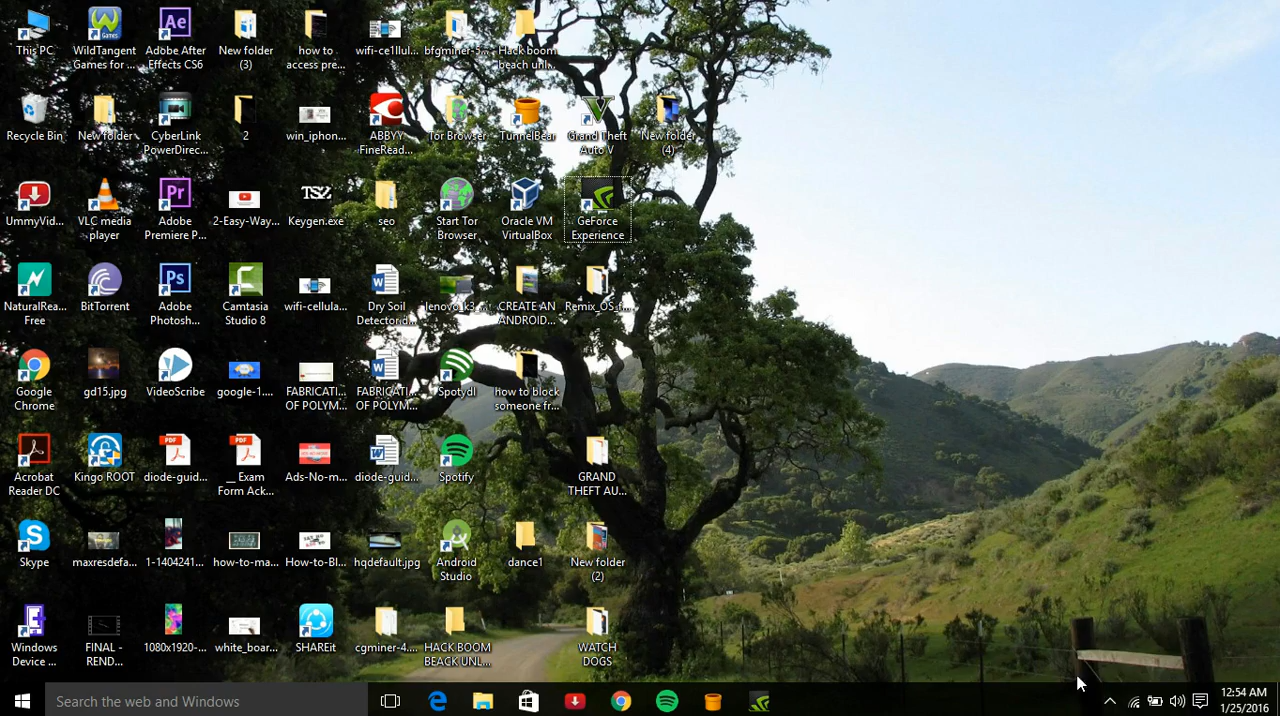 This PC
WildTangent
Games for ...
Adobe After
Effects CS6
New folder
(3)
how to
access pre...
wifi-ce1llul...
bfgminer-5...
Hack boom
beach unl...
Recycle Bin
New folder
CyberLink
PowerDirec...
2
win_iphon...
ABBYY
FineRead...
Tor Browser
TunnelBear
Grand Theft
Auto V
New folder
(4)
UmmyVid...
VLC media
player
Adobe
Premiere P...
2-Easy-Way...
Keygen.exe
seo
Start Tor
Browser
Oracle VM
VirtualBox
GeForce
Experience
NaturalRea...
Free
BitTorrent
Adobe
Photosh...
Camtasia
Studio 8
wifi-cellula...
Dry Soil
Detector.d...
lenovo_k3_...
CREATE AN
ANDROID...
Remix_OS_f...
Google
Chrome
gd15.jpg
VideoScribe
google-1....
FABRICATI...
OF POLYM...
FABRICATI...
OF POLYM...
Spotydl
how to block
someone fr...
Acrobat
Reader DC
Kingo ROOT
diode-guid...
__ Exam
Form Ack...
Ads-No-m...
diode-guid...
Spotify
GRAND
THEFT AU...
Skype
maxresdefa...
1-1404241...
how-to-ma...
How-to-Bl...
hqdefault.jpg
Android
Studio
dance1
New folder
(2)
Windows
Device ...
FINAL -
REND...
1080x1920-...
white_boar...
SHAREit
cgminer-4....
HACK BOOM
BEACK UNL...
WATCH
DOGS
Search the web and Windows
12:54 AM
1/25/2016